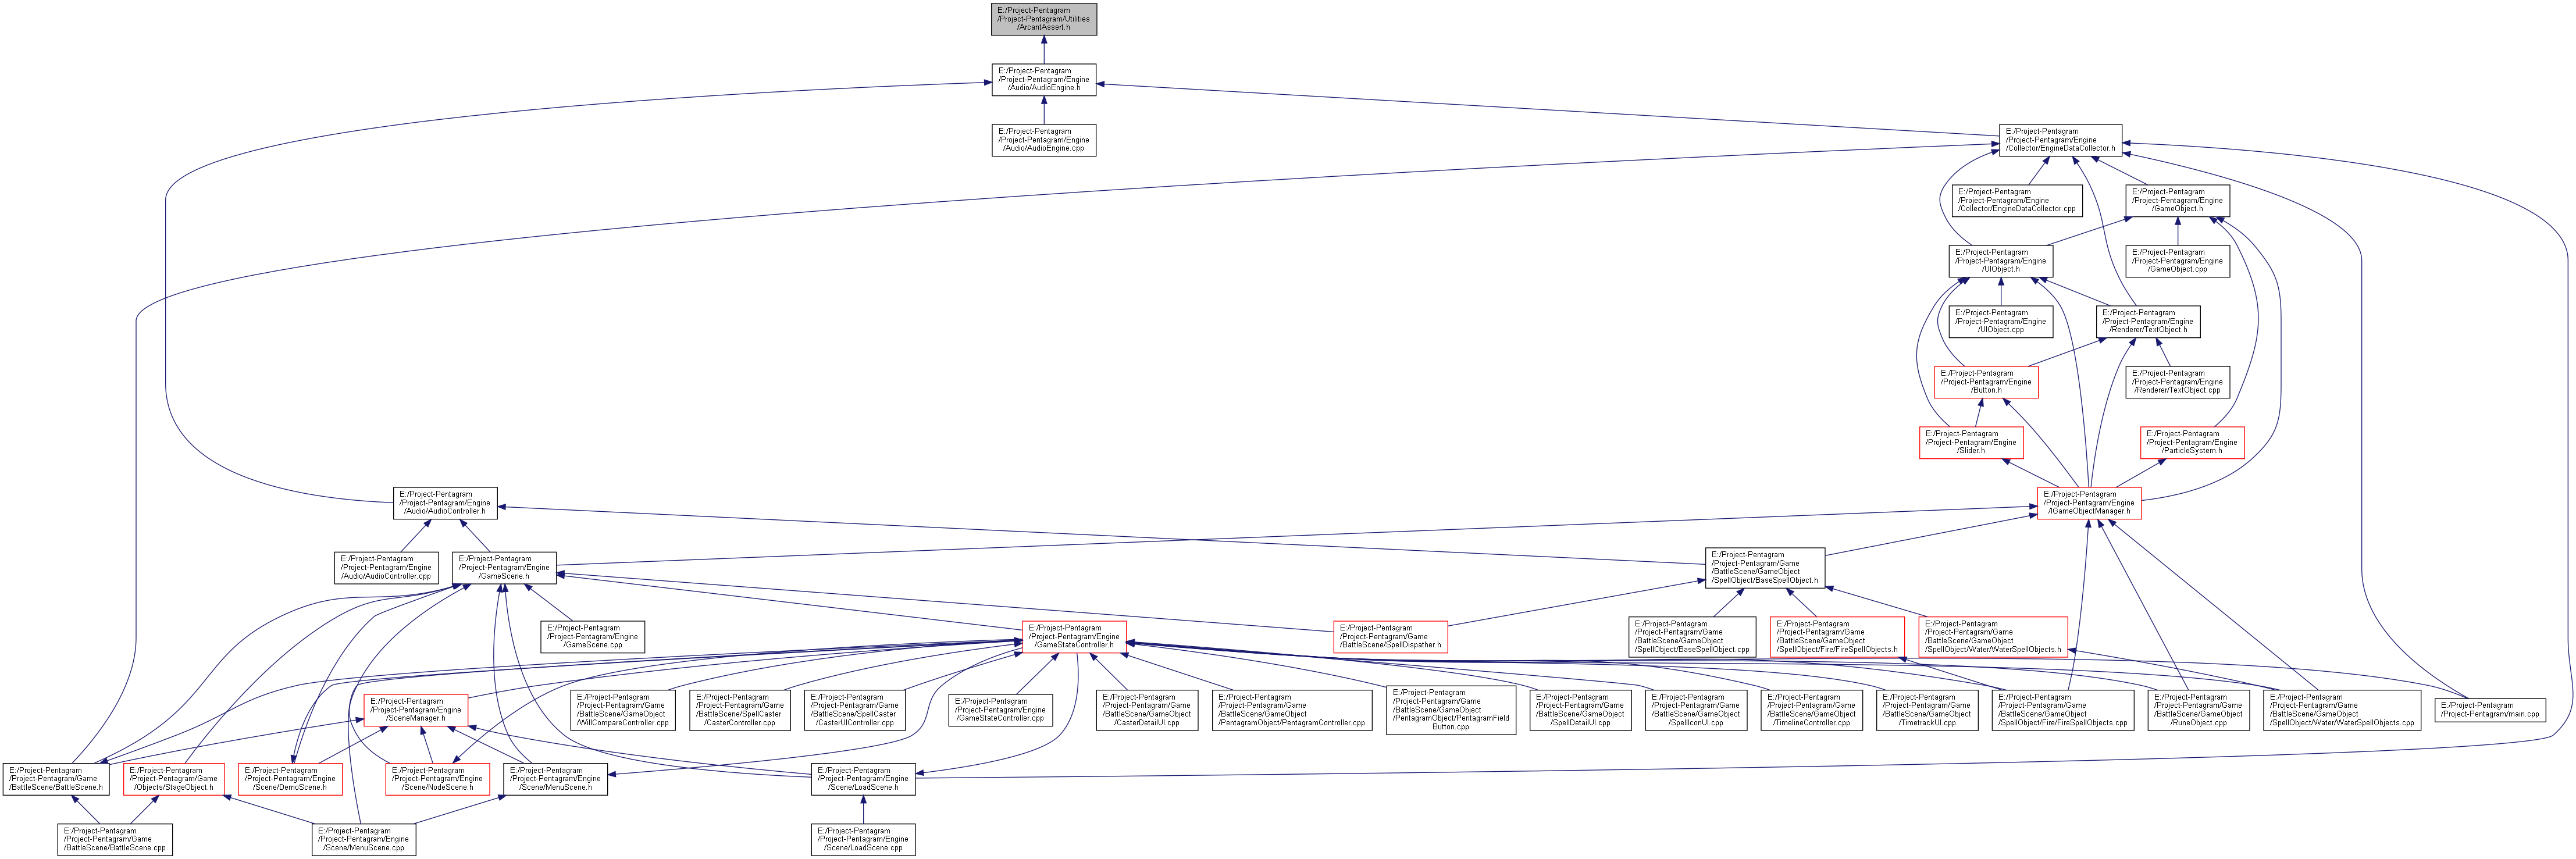 E:/Project-Pentagram
/Project-Pentagram/Utilities
/ArcantAssert.h
E:/Project-Pentagram
/Project-Pentagram/Engine
/Audio/AudioEngine.h
E:/Project-Pentagram
/Project-Pentagram/Engine
/Audio/AudioEngine.cpp
E:/Project-Pentagram
/Project-Pentagram/Engine
/Collector/EngineDataCollector.h
E:/Project-Pentagram
/Project-Pentagram/Engine
/Collector/EngineDataCollector.cpp
E:/Project-Pentagram
/Project-Pentagram/Engine
/GameObject.h
E:/Project-Pentagram
/Project-Pentagram/Engine
/UIObject.h
E:/Project-Pentagram
/Project-Pentagram/Engine
/GameObject.cpp
E:/Project-Pentagram
/Project-Pentagram/Engine
/UIObject.cpp
E:/Project-Pentagram
/Project-Pentagram/Engine
/Renderer/TextObject.h
E:/Project-Pentagram
/Project-Pentagram/Engine
/Button.h
E:/Project-Pentagram
/Project-Pentagram/Engine
/Renderer/TextObject.cpp
E:/Project-Pentagram
/Project-Pentagram/Engine
/Slider.h
E:/Project-Pentagram
/Project-Pentagram/Engine
/ParticleSystem.h
E:/Project-Pentagram
/Project-Pentagram/Engine
/Audio/AudioController.h
E:/Project-Pentagram
/Project-Pentagram/Engine
/IGameObjectManager.h
E:/Project-Pentagram
/Project-Pentagram/Engine
/Audio/AudioController.cpp
E:/Project-Pentagram
/Project-Pentagram/Engine
/GameScene.h
E:/Project-Pentagram
/Project-Pentagram/Game
/BattleScene/GameObject
/SpellObject/BaseSpellObject.h
E:/Project-Pentagram
/Project-Pentagram/Engine
/GameScene.cpp
E:/Project-Pentagram
/Project-Pentagram/Engine
/GameStateController.h
E:/Project-Pentagram
/Project-Pentagram/Game
/BattleScene/SpellDispather.h
E:/Project-Pentagram
/Project-Pentagram/Game
/BattleScene/GameObject
/SpellObject/BaseSpellObject.cpp
E:/Project-Pentagram
/Project-Pentagram/Game
/BattleScene/GameObject
/SpellObject/Fire/FireSpellObjects.h
E:/Project-Pentagram
/Project-Pentagram/Game
/BattleScene/GameObject
/SpellObject/Water/WaterSpellObjects.h
E:/Project-Pentagram
/Project-Pentagram/Engine
/SceneManager.h
E:/Project-Pentagram
/Project-Pentagram/Game
/BattleScene/GameObject
/WillCompareController.cpp
E:/Project-Pentagram
/Project-Pentagram/Game
/BattleScene/SpellCaster
/CasterController.cpp
E:/Project-Pentagram
/Project-Pentagram/Game
/BattleScene/SpellCaster
/CasterUIController.cpp
E:/Project-Pentagram
/Project-Pentagram/Engine
/GameStateController.cpp
E:/Project-Pentagram
/Project-Pentagram/Game
/BattleScene/GameObject
/CasterDetailUI.cpp
E:/Project-Pentagram
/Project-Pentagram/Game
/BattleScene/GameObject
/PentagramObject/PentagramController.cpp
E:/Project-Pentagram
/Project-Pentagram/Game
/BattleScene/GameObject
/PentagramObject/PentagramField
Button.cpp
E:/Project-Pentagram
/Project-Pentagram/Game
/BattleScene/GameObject
/SpellDetailUI.cpp
E:/Project-Pentagram
/Project-Pentagram/Game
/BattleScene/GameObject
/SpellIconUI.cpp
E:/Project-Pentagram
/Project-Pentagram/Game
/BattleScene/GameObject
/TimelineController.cpp
E:/Project-Pentagram
/Project-Pentagram/Game
/BattleScene/GameObject
/TimetrackUI.cpp
E:/Project-Pentagram
/Project-Pentagram/Game
/BattleScene/GameObject
/SpellObject/Fire/FireSpellObjects.cpp
E:/Project-Pentagram
/Project-Pentagram/Game
/BattleScene/GameObject
/RuneObject.cpp
E:/Project-Pentagram
/Project-Pentagram/Game
/BattleScene/GameObject
/SpellObject/Water/WaterSpellObjects.cpp
E:/Project-Pentagram
/Project-Pentagram/main.cpp
E:/Project-Pentagram
/Project-Pentagram/Game
/BattleScene/BattleScene.h
E:/Project-Pentagram
/Project-Pentagram/Game
/Objects/StageObject.h
E:/Project-Pentagram
/Project-Pentagram/Engine
/Scene/DemoScene.h
E:/Project-Pentagram
/Project-Pentagram/Engine
/Scene/NodeScene.h
E:/Project-Pentagram
/Project-Pentagram/Engine
/Scene/MenuScene.h
E:/Project-Pentagram
/Project-Pentagram/Engine
/Scene/LoadScene.h
E:/Project-Pentagram
/Project-Pentagram/Game
/BattleScene/BattleScene.cpp
E:/Project-Pentagram
/Project-Pentagram/Engine
/Scene/MenuScene.cpp
E:/Project-Pentagram
/Project-Pentagram/Engine
/Scene/LoadScene.cpp